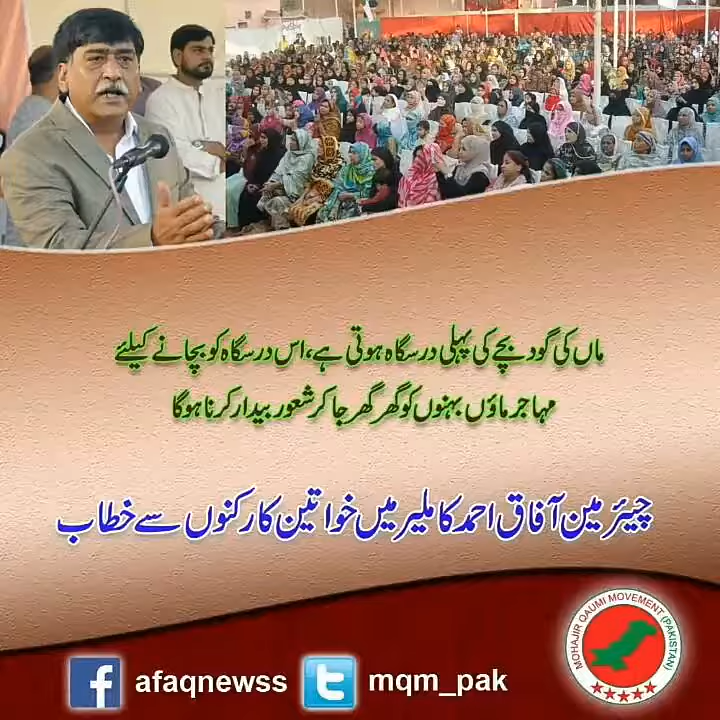 ماں کی گود بچے کی پہلی درسگاہ ہوتی ہے، اس درسگاہ کو بچانے کیلئے
مہاجر ماؤں بہنوں کو گھر گھر جا کر شعور بیدار کرنا ہوگا
چیئرمین آفاق احمد کا ملیر میں خواتین کارکنوں سے خطاب
MOHAJIR QAUMI MOVEMENT (PAKISTAN)
afaqnewss
mqm_pak